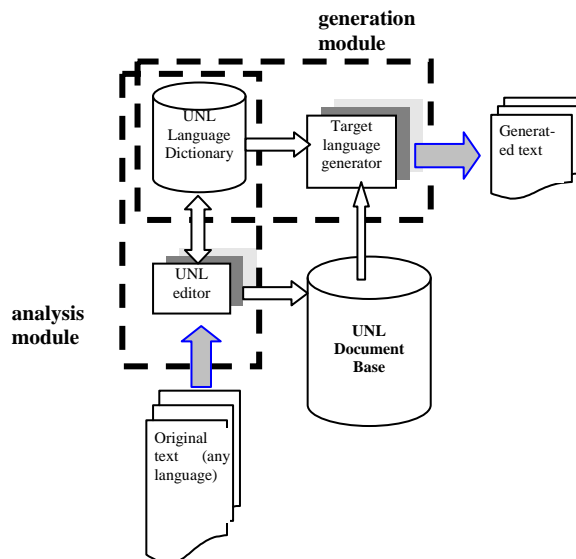 generation
module
UNL
Language
Dictionary
Target
language
generator
Generat-
ed text
UNL
editor
analysis
module
UNL
Document
Base
Original
text (any
language)